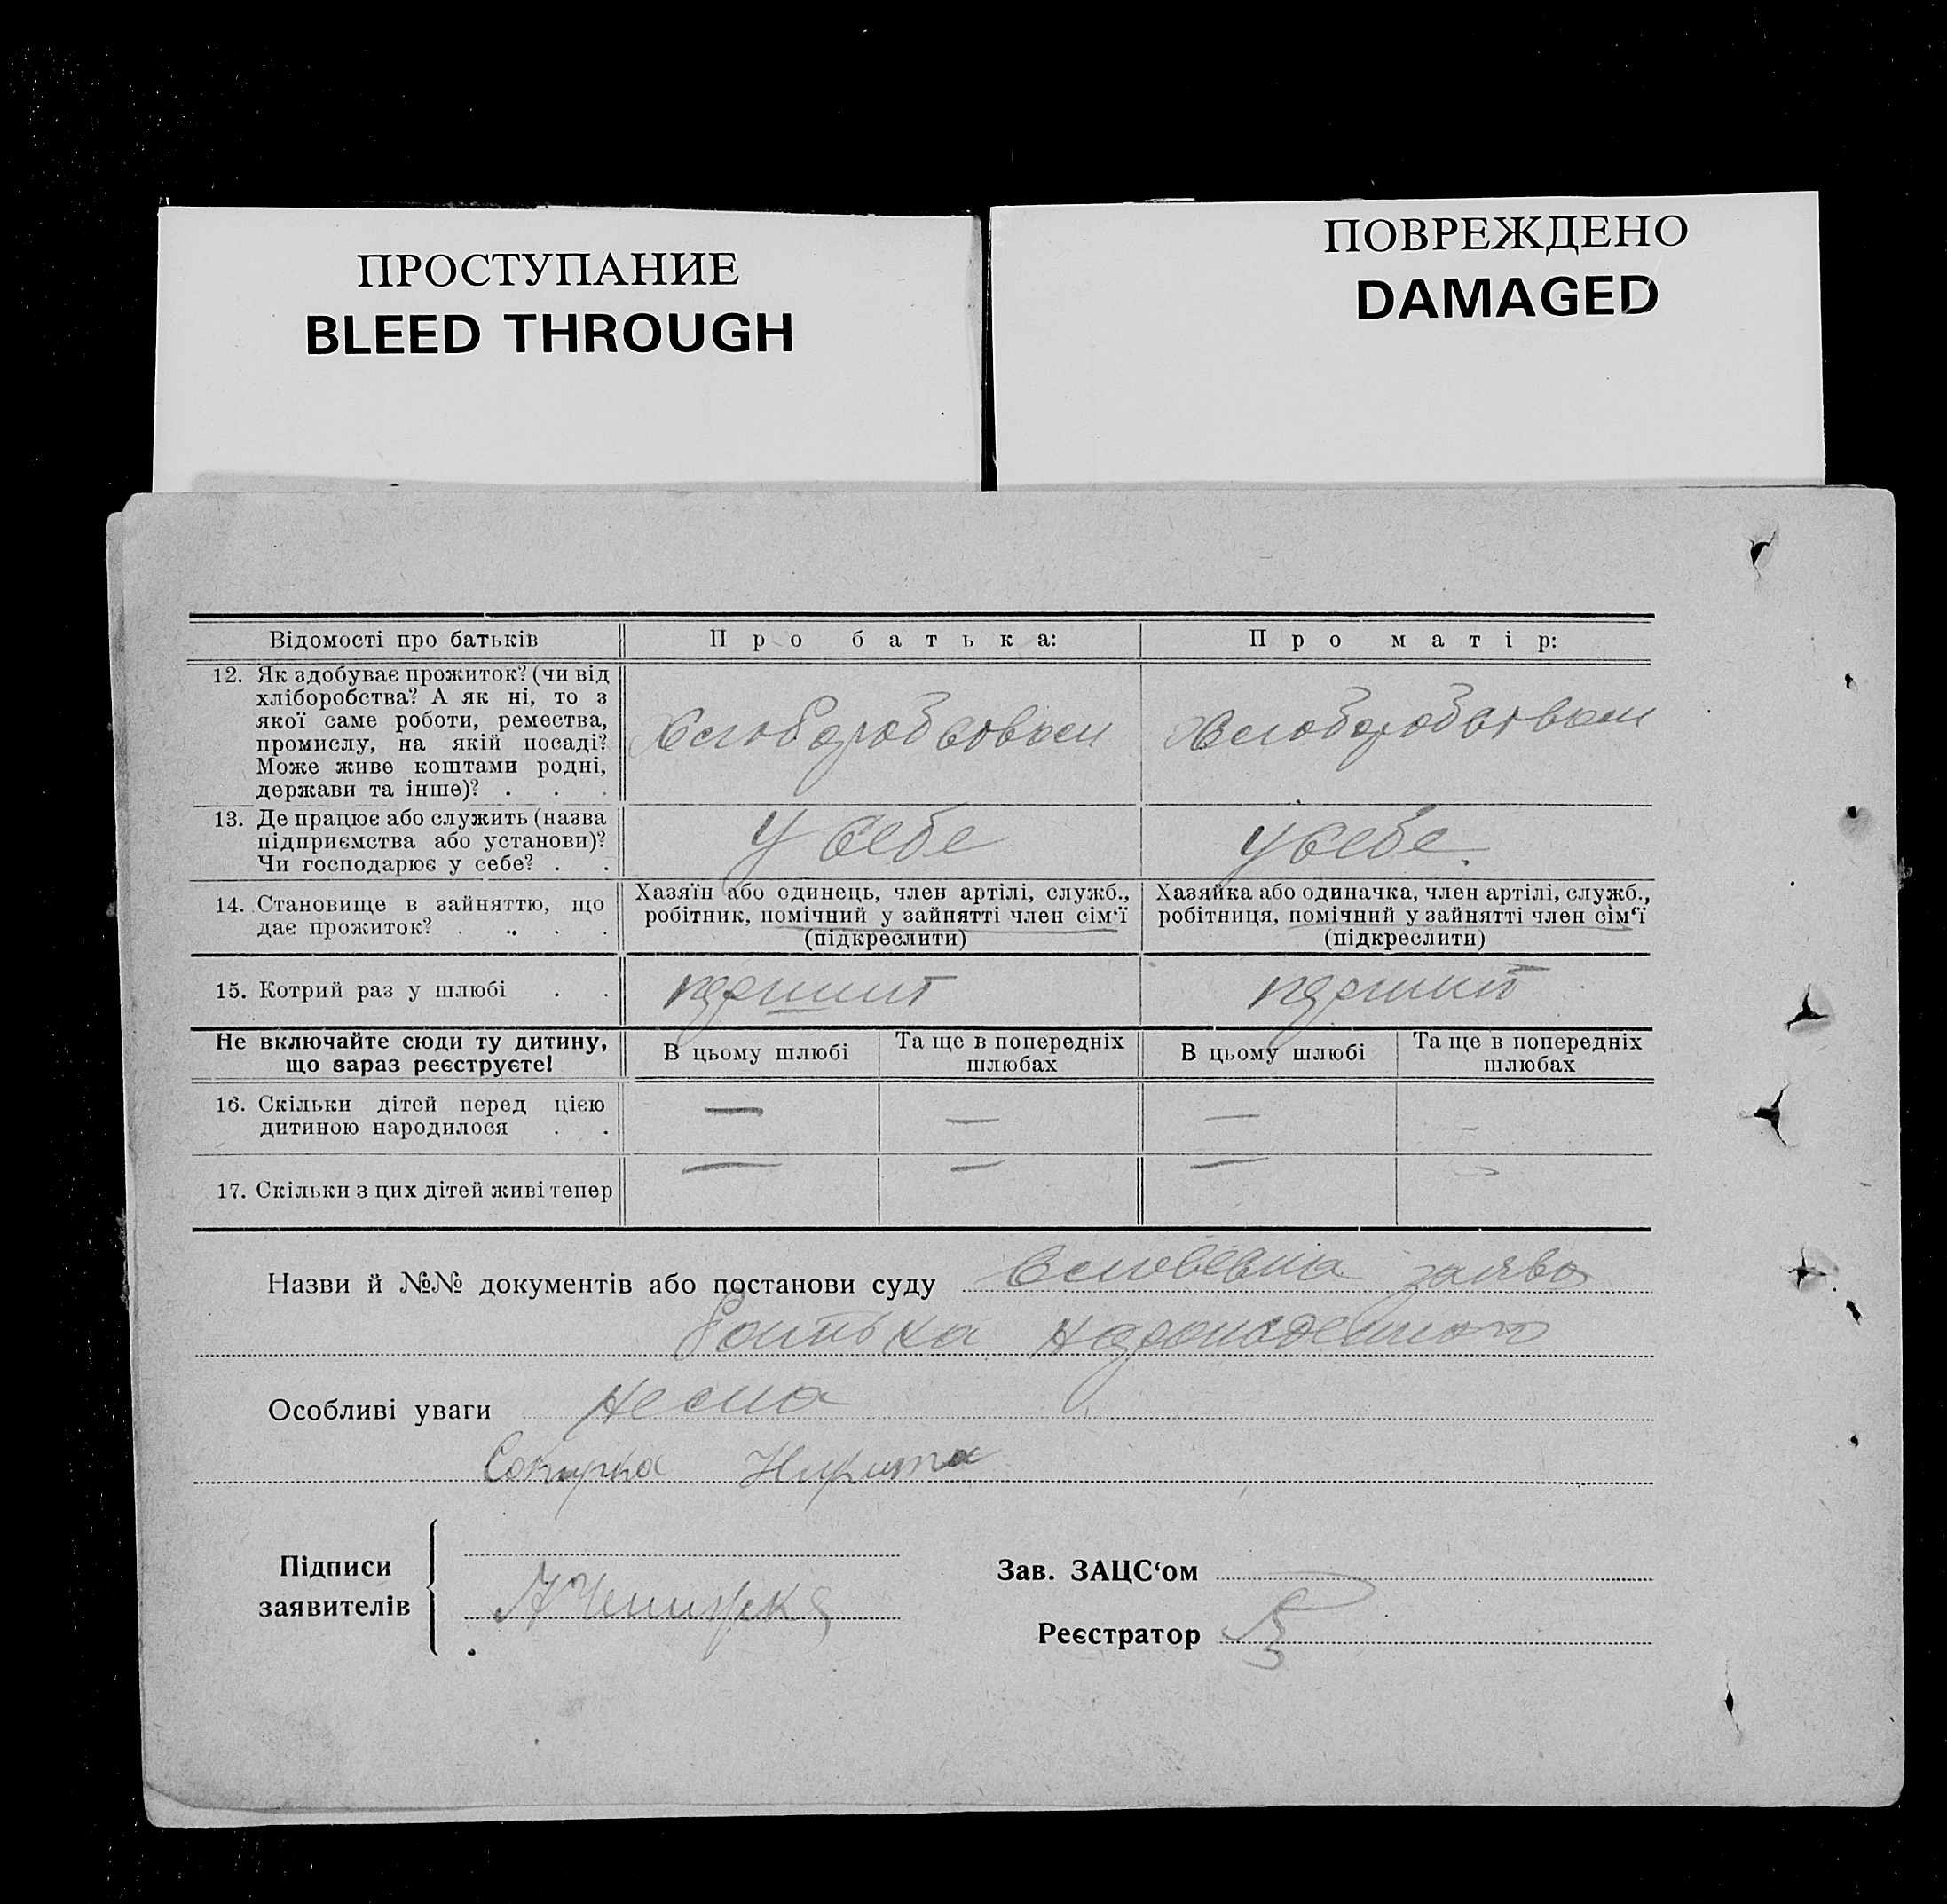 ПРОСТУПАНИЕ
BLEED THROUGH
ПОВРЕЖДЕНО
DAMAGED
Відомості про батьків
Про батька:
Про матір:
12. Як здобуває прожиток? (чи від
хліборобства? А як ні, то з
якої саме роботи, ремества,
промислу, на якій посаді?
Може живе коштами родні,
держави та інше)? . . .
13. Де працює або служить (назва
підприємства або установи)?
Чи господарює у себе? . .
У себе
у себе.
14. Становище в зайняттю, що
дає прожиток? . . . .
Хазяїн або одинець, член артілі, служб.,
робітник, помічний у зайнятті член сім‘ї
(підкреслити)
Хазяйка або одиначка, член артілі, служб.,
робітниця, помічний у зайнятті член сім‘ї
(підкреслити)
15. Котрий раз у шлюбі . .
перший
перший
Не включайте сюди ту дитину,
що зараз реєструєте!
В цьому шлюбі
Та ще в попередніх
шлюбах
В цьому шлюбі
Та ще в попередніх
шлюбах
16. Скільки дітей перед цією
дитиною народилося . .
— — — —
17. Скільки з цих дітей живі тепер
— — — —
Назви й №№ документів або постанови суду Словесна заява
батька
Особливі уваги нема
Никита
Підписи
заявителів
Зав. ЗАЦС‘ом
Реєстратор